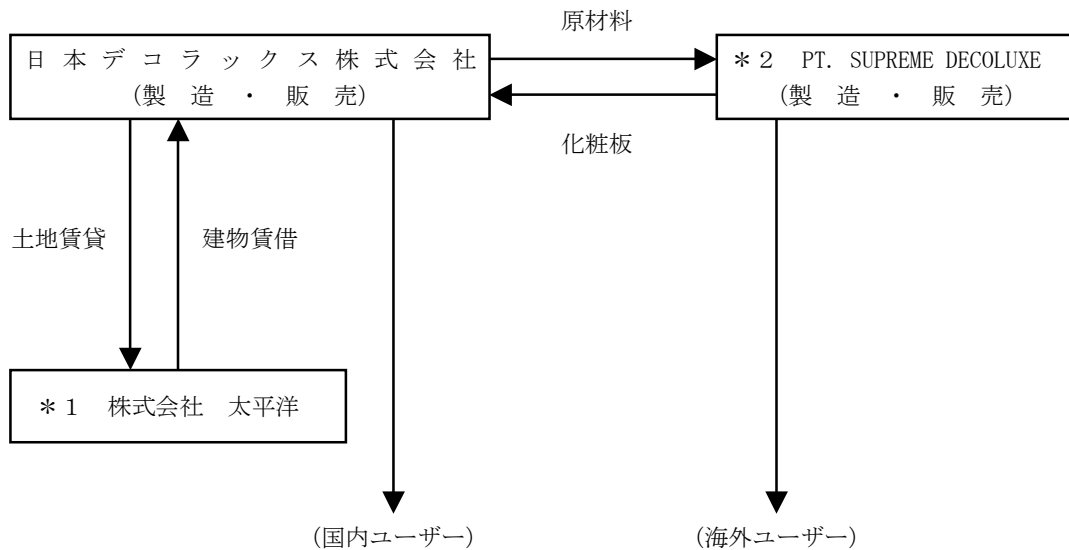 原材料
日本デコラックス株式会社
(製造・販売)
＊２ PT. SUPREME DECOLUXE
(製造・販売)
化粧板
土地賃貸
建物賃借
＊１ 株式会社 太平洋
(国内ユーザー)
(海外ユーザー)